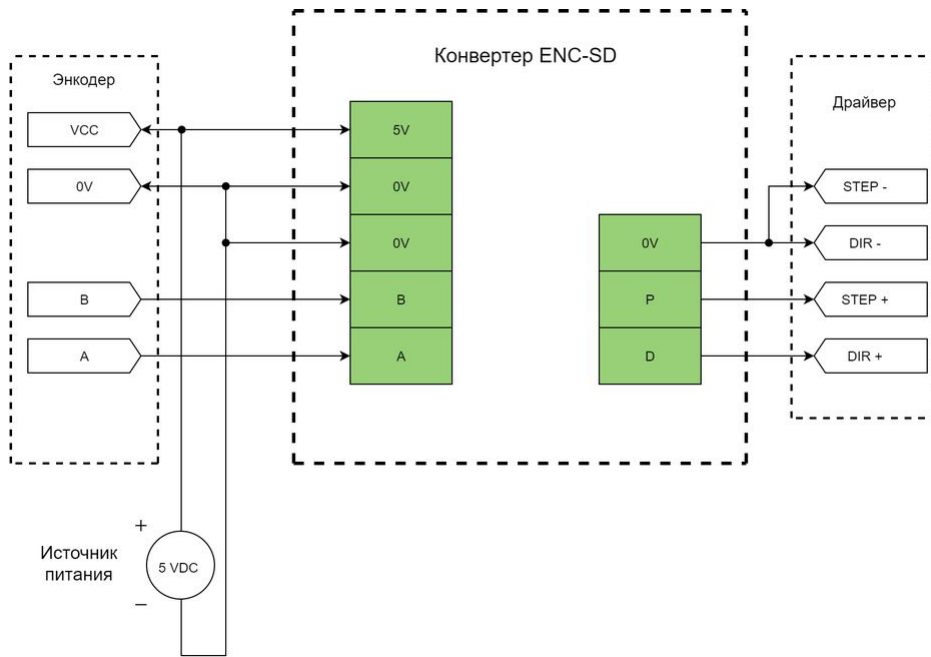 Конвертер ENC-SD
Энкодер
VCC
0V
B
A
5V
0V
0V
B
A
0V
P
D
Драйвер
STEP -
DIR -
STEP +
DIR +
+
Источник
питания
5 VDC
−